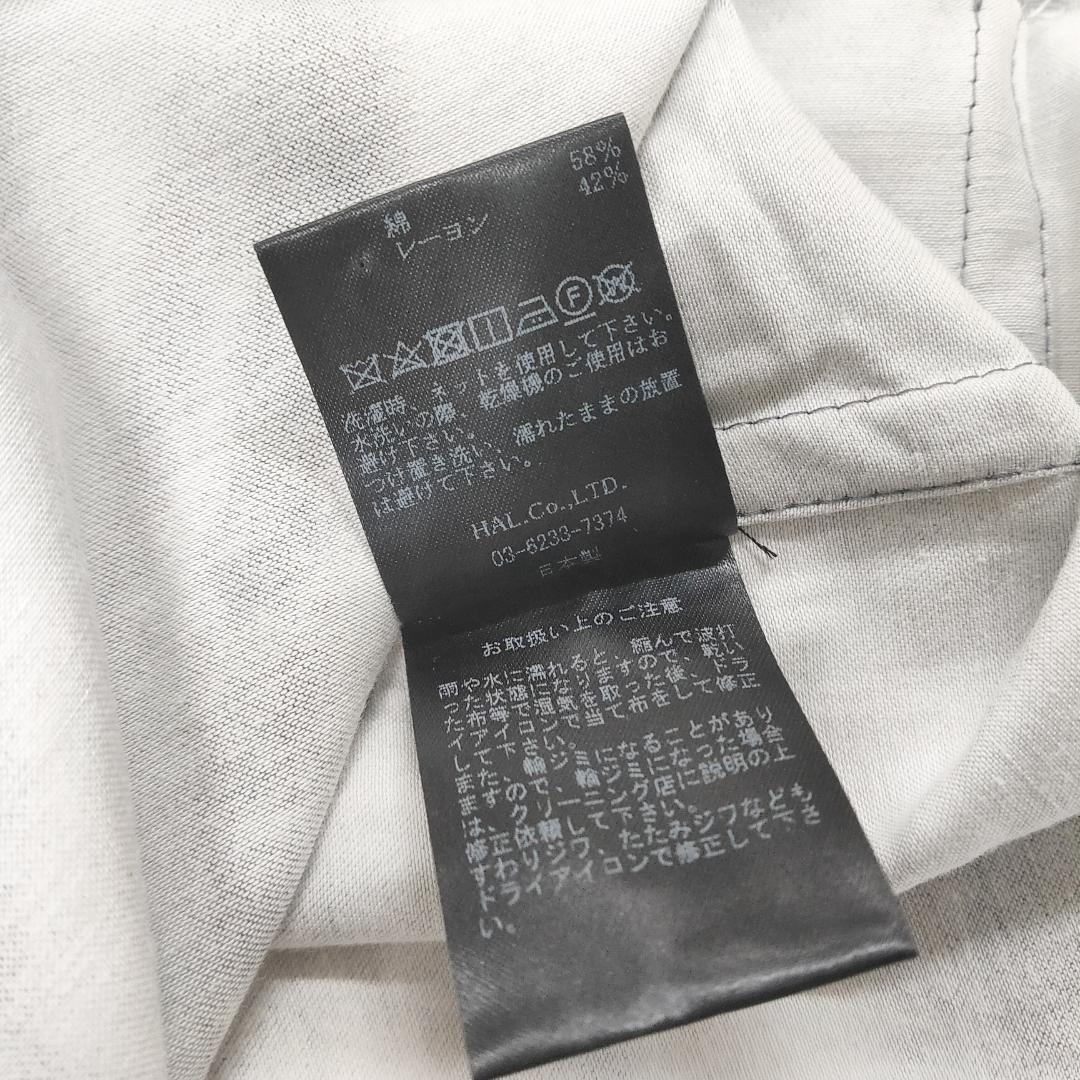 綿 58%
レーヨン 42%
F W
洗濯時、ネットを使用して下さい。
水洗いの際、乾燥機のご使用はお
避け下さい。
つけ置き洗い、濡れたままの放置
は避けて下さい。
HAL.Co.,LTD.
03-6233-7374
日本製
お取扱い上のご注意
雨や水に濡れると、縮んで波打
った状態になりますので、乾い
た布等で湿気を取った後、ドラ
イアイロンで当て布をして修正
して下さい。
また、輪ジミになることがあり
ますので、輪ジミになった場合
は、クリーニング店に説明の上
修正依頼して下さい。
すわりジワ、たたみジワなども
ドライアイロンで修正して下さ
い。